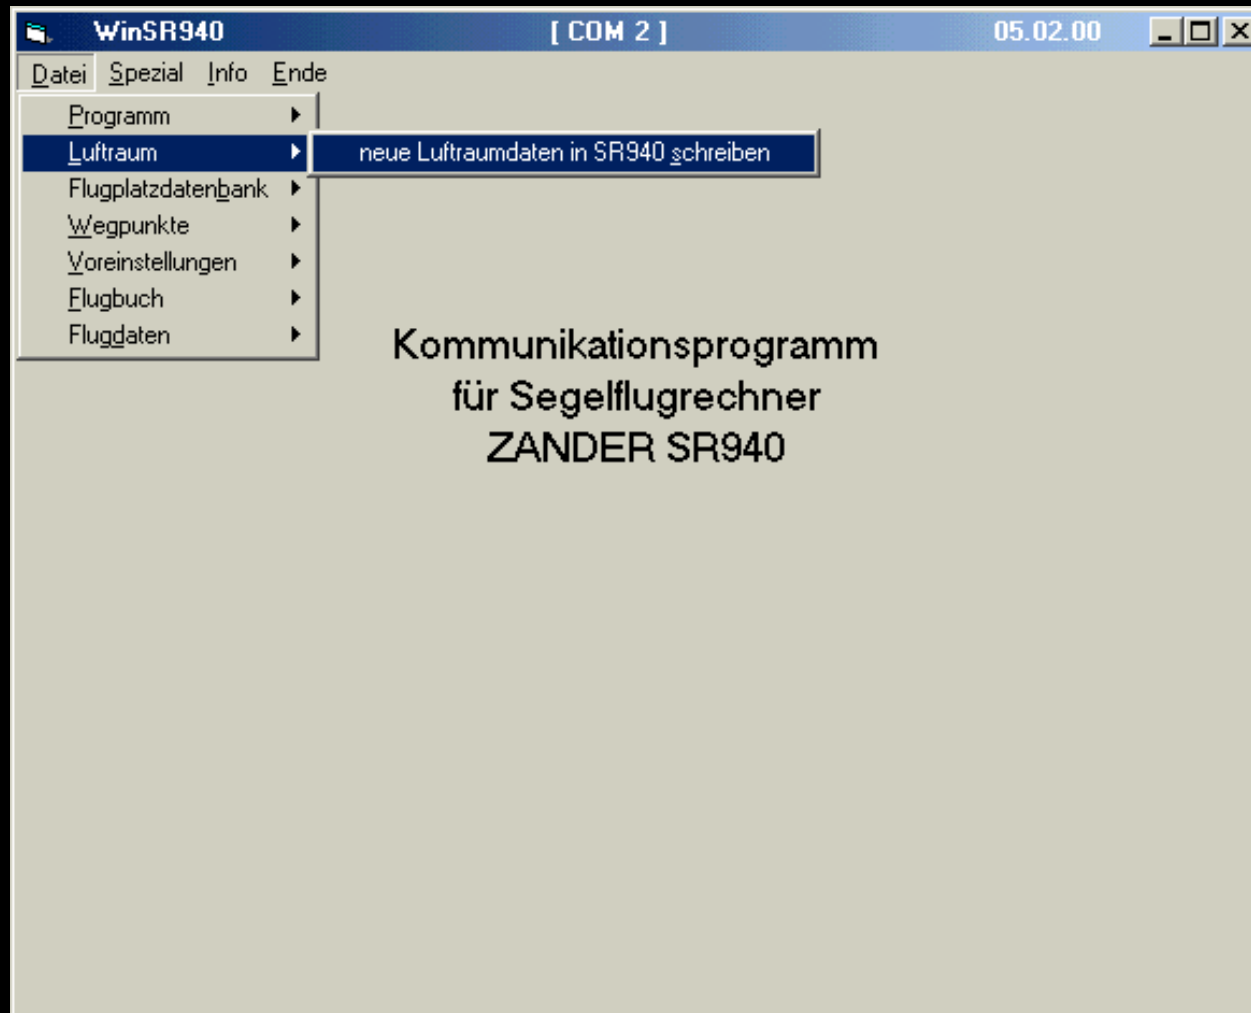 WinSR940 [ COM 2 ] 05.02.00
Datei Spezial Info Ende
Programm
Luftraum
neue Luftraumdaten in SR940 schreiben
Flugplatzdatenbank
Wegpunkte
Voreinstellungen
Flugbuch
Flugdaten
Kommunikationsprogramm
für Segelflugrechner
ZANDER SR940